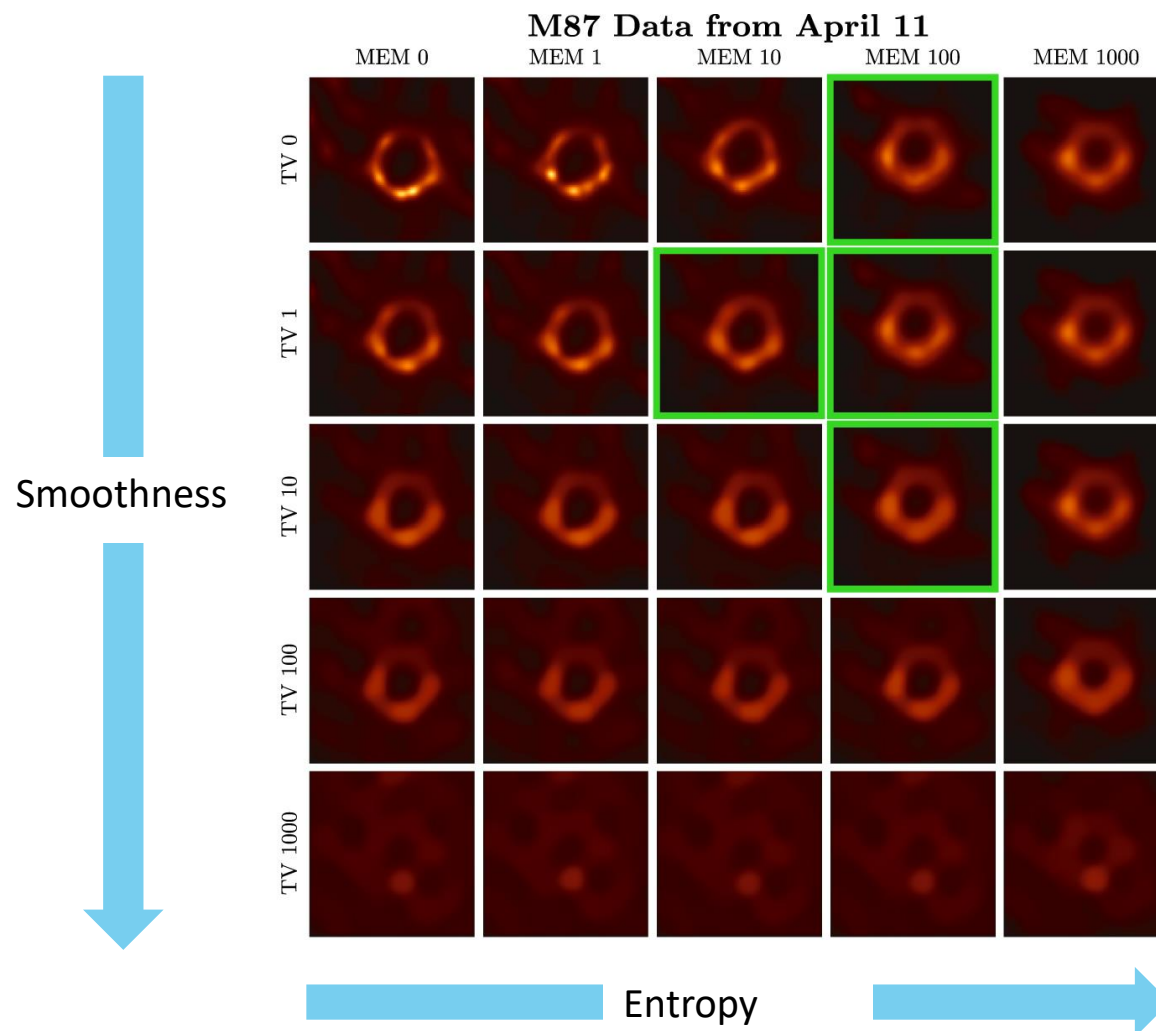 M87 Data from April 11
MEM 0 MEM 1 MEM 10 MEM 100 MEM 1000
TV 0
TV 1
Smoothness
TV 10
TV 100
TV 1000
Entropy